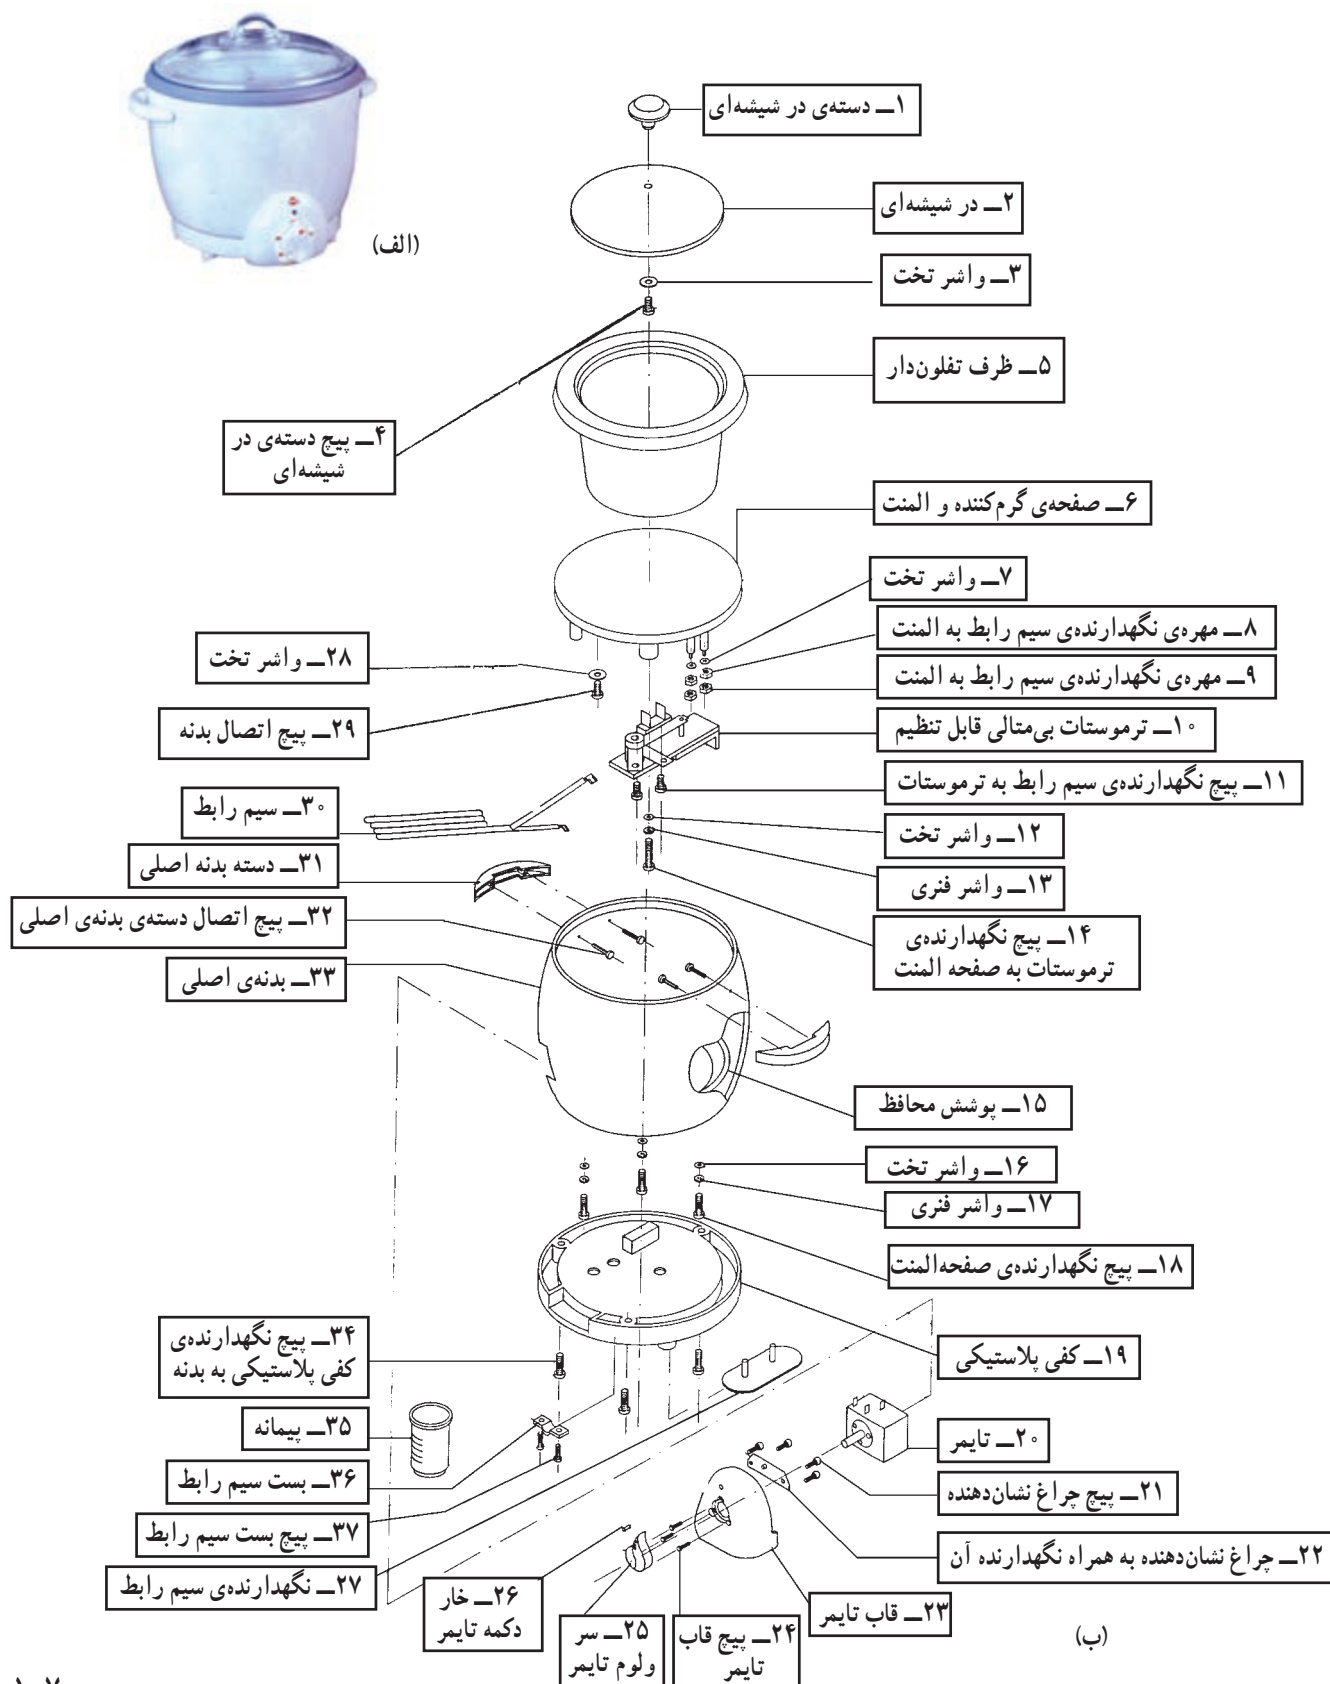 (الف)
۱ــ دسته‌ی در شیشه‌ای
۲ــ در شیشه‌ای
۳ــ واشر تخت
۵ــ ظرف تفلون‌دار
۴ــ پیچ دسته‌ی در
شیشه‌ای
۶ــ صفحه‌ی گرم‌کننده و المنت
۷ــ واشر تخت
۸ــ مهره‌ی نگهدارنده‌ی سیم رابط به المنت
۹ــ مهره‌ی نگهدارنده‌ی سیم رابط به المنت
۱۰ــ ترموستات بی‌متالی قابل تنظیم
۱۱ــ پیچ نگهدارنده‌ی سیم رابط به ترموستات
۱۲ــ واشر تخت
۱۳ــ واشر فنری
۱۴ــ پیچ نگهدارنده‌ی
ترموستات به صفحه المنت
۱۵ــ پوشش محافظ
۱۶ــ واشر تخت
۱۷ــ واشر فنری
۱۸ــ پیچ نگهدارنده‌ی صفحه‌المنت
۱۹ــ کفی پلاستیکی
۲۰ــ تایمر
۲۱ــ پیچ چراغ نشان‌دهنده
۲۲ــ چراغ نشان‌دهنده به همراه نگهدارنده آن
۲۳ــ قاب تایمر
۲۴ــ پیچ قاب
تایمر
۲۵ــ سر
ولوم تایمر
۲۶ــ خار
دکمه تایمر
۲۷ــ نگهدارنده‌ی سیم رابط
۲۸ــ واشر تخت
۲۹ــ پیچ اتصال بدنه
۳۰ــ سیم رابط
۳۱ــ دسته بدنه اصلی
۳۲ــ پیچ اتصال دسته‌ی بدنه‌ی اصلی
۳۳ــ بدنه‌ی اصلی
۳۴ــ پیچ نگهدارنده‌ی
کفی پلاستیکی به بدنه
۳۵ــ پیمانه
۳۶ــ بست سیم رابط
۳۷ــ پیچ بست سیم رابط
(ب)